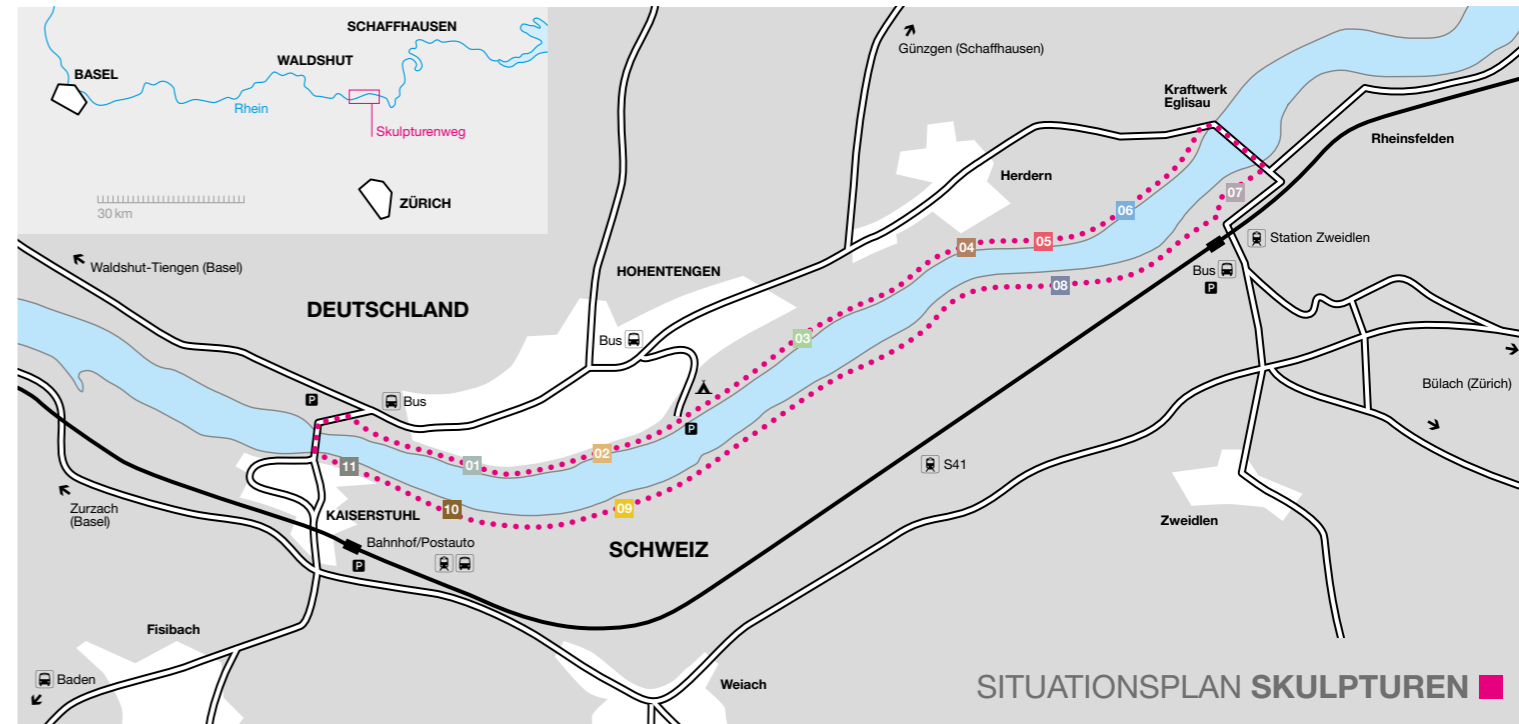 SCHAFFHAUSEN
WALDSHUT
BASEL
Rhein
Skulpturenweg
ZÜRICH
30 km
Günzgen (Schaffhausen)
Kraftwerk
Eglisau
Rheinsfelden
Herdern
07
06
05
04
Station Zweidlen
Waldshut-Tiengen (Basel)
HOHENTENGEN
Bus
P
08
DEUTSCHLAND
03
Bus
Bülach (Zürich)
P
Bus
P
02
01
11
S41
10
09
Zurzach
(Basel)
KAISERSTUHL
Zweidlen
Bahnhof/Postauto
P
SCHWEIZ
Fisibach
Baden
Weiach
SITUATIONSPLAN SKULPTUREN